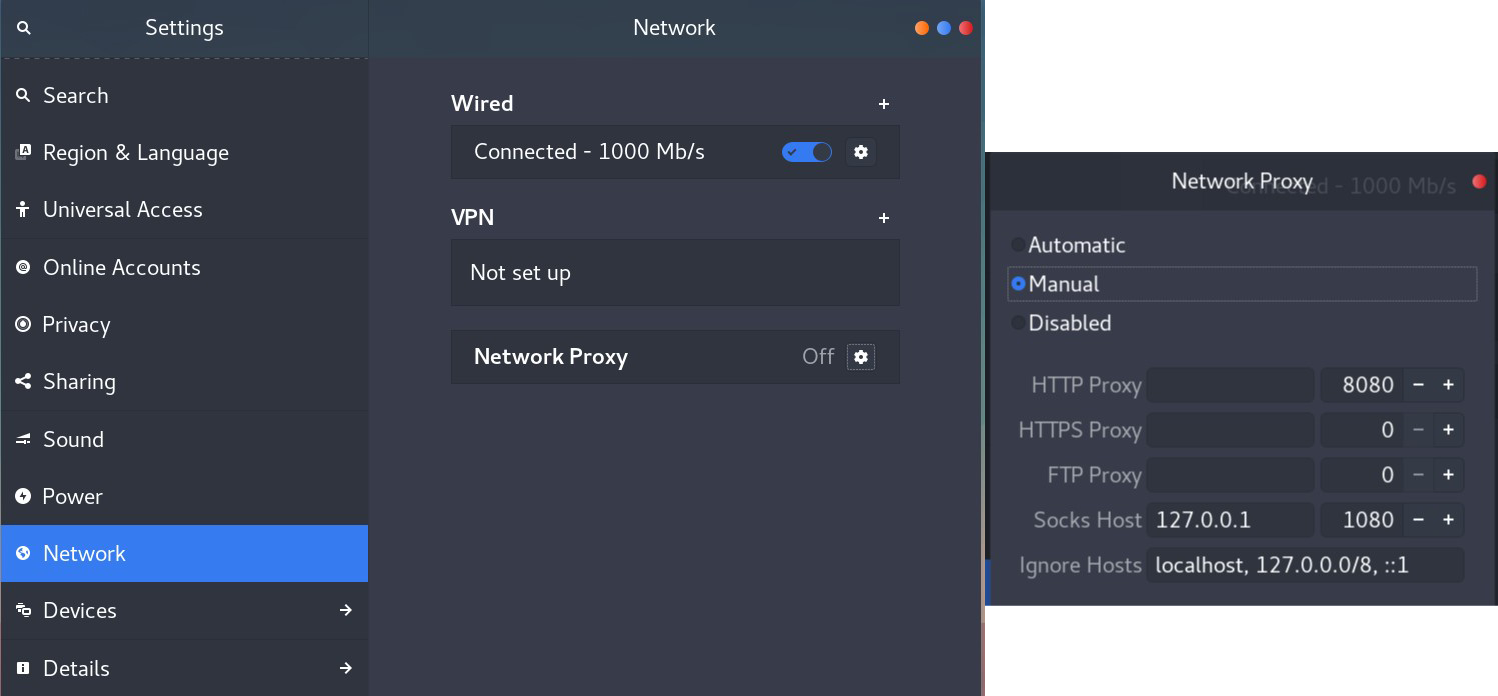 Settings
Network
Search
Region & Language
Universal Access
Online Accounts
Privacy
Sharing
Sound
Power
Network
Devices
Details
Wired
Connected - 1000 Mb/s
VPN
Not set up
Network Proxy Off
Network Proxy
Connected - 1000 Mb/s
Automatic
Manual
Disabled
HTTP Proxy 8080 - +
HTTPS Proxy 0 - +
FTP Proxy 0 - +
Socks Host 127.0.0.1 1080 - +
Ignore Hosts localhost, 127.0.0.0/8, ::1